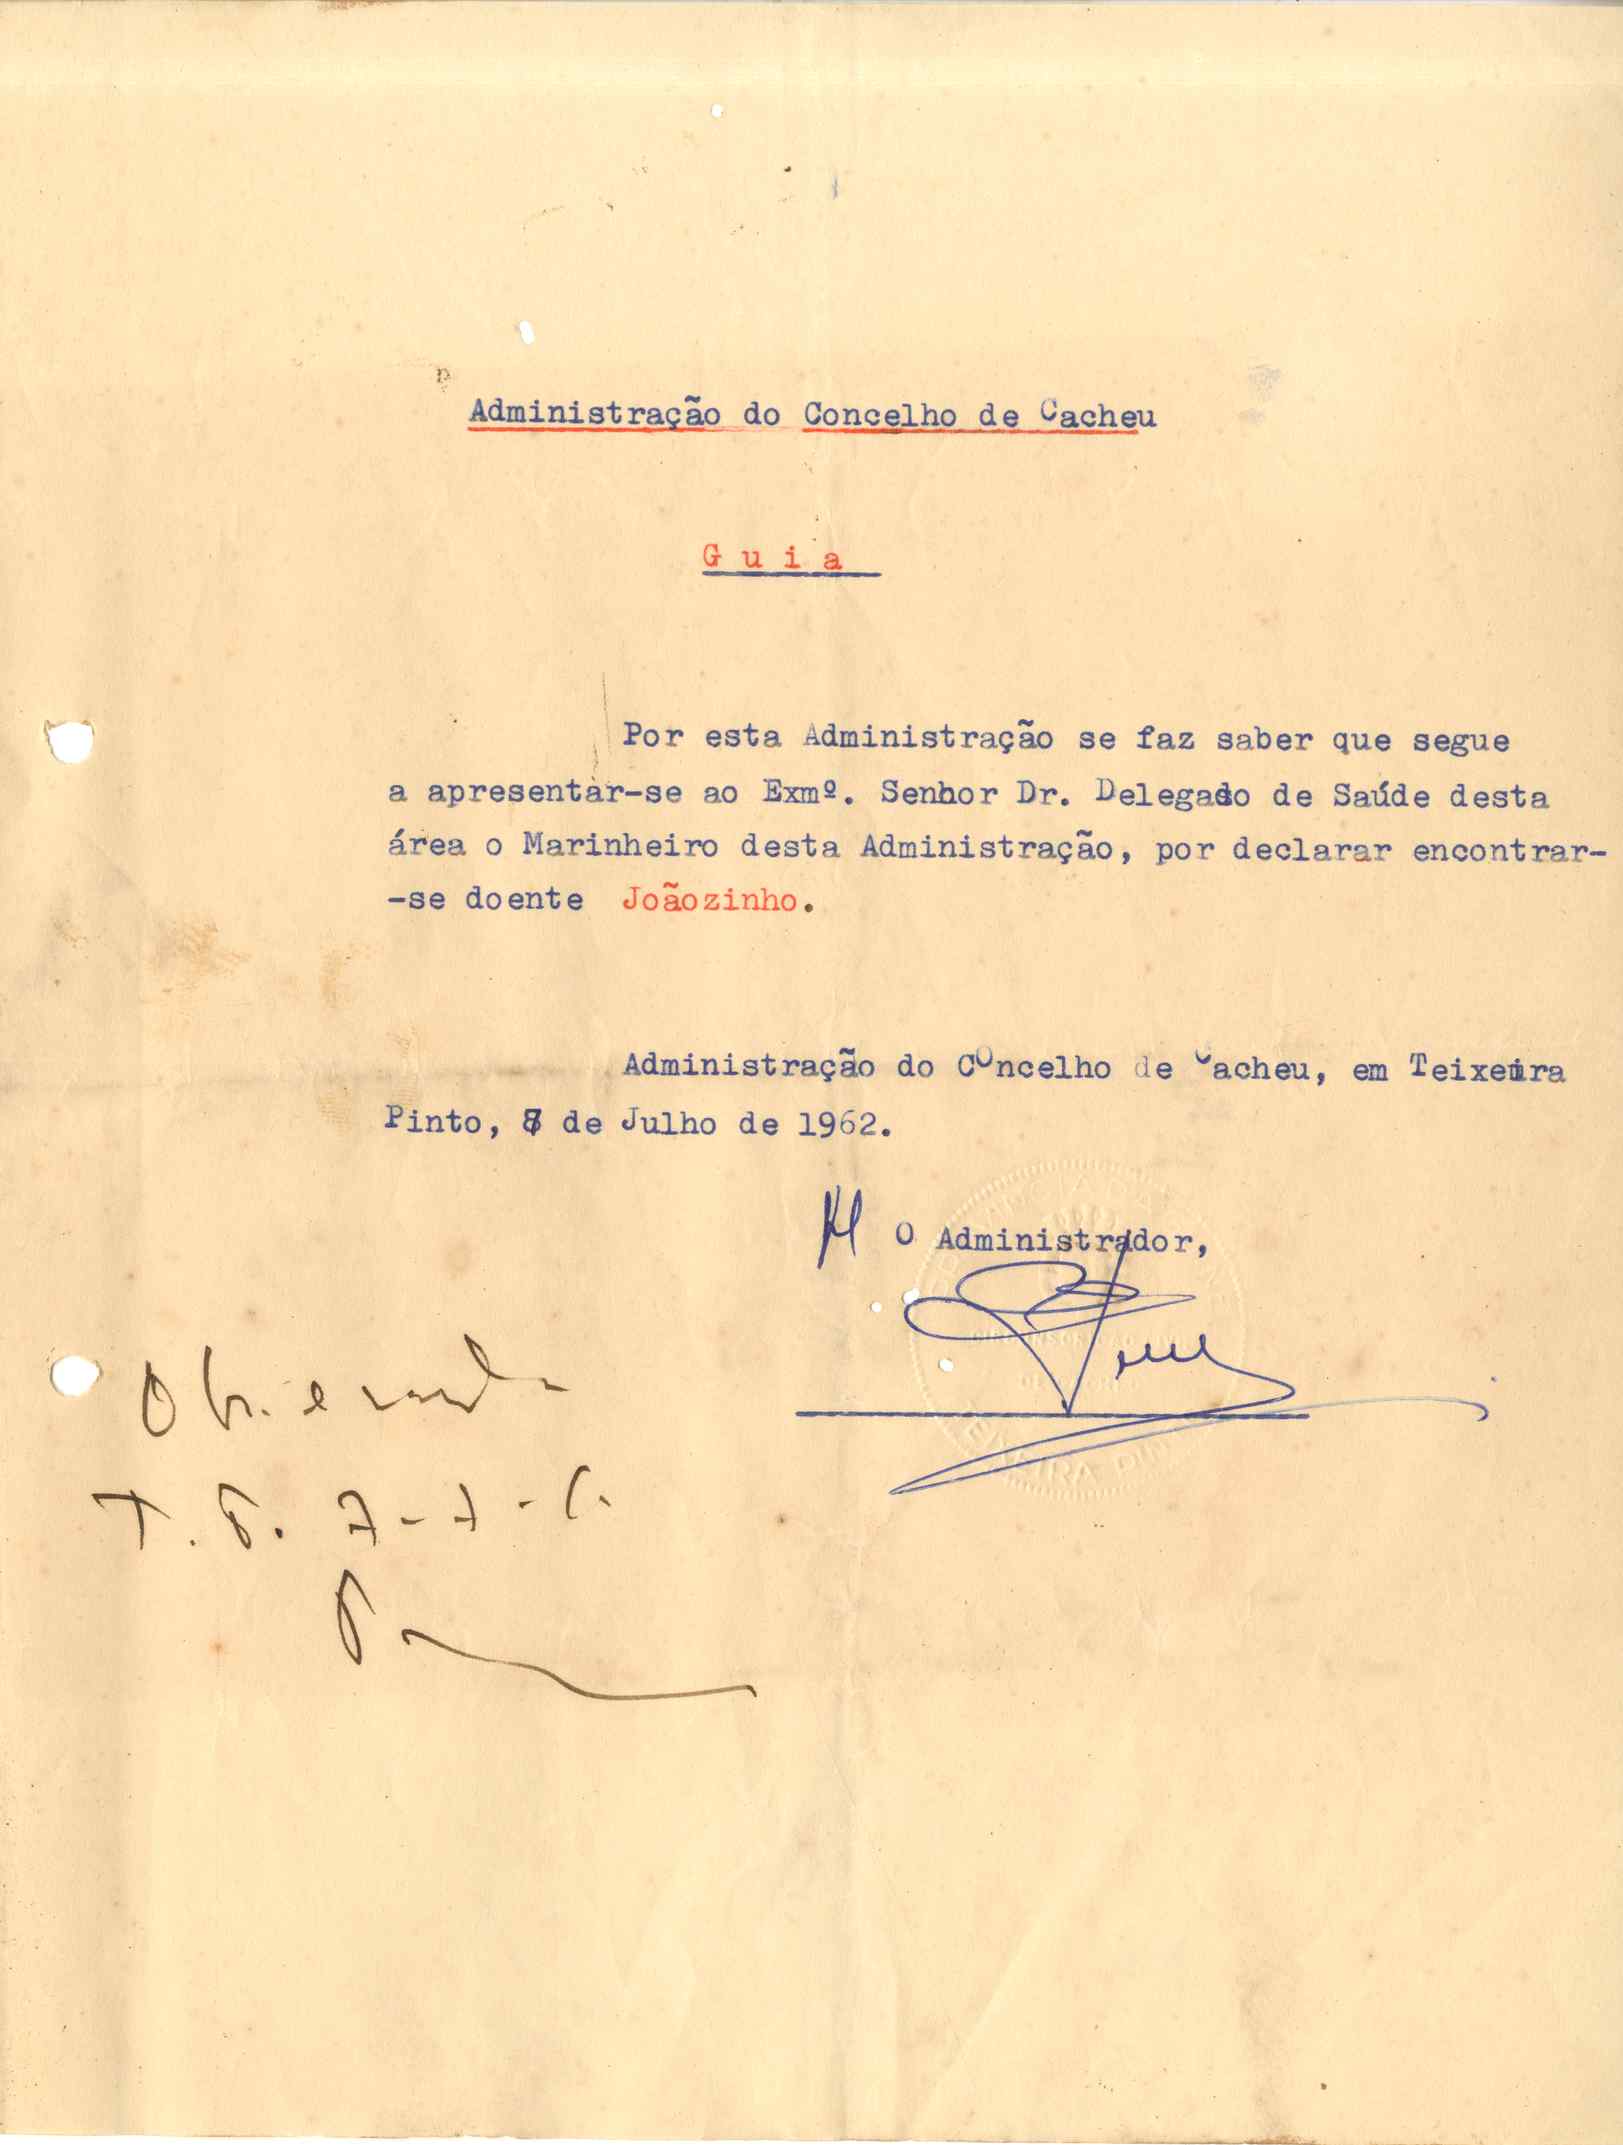 Administração do Concelho de Cacheu
G u i a
Por esta Administração se faz saber que segue
a apresentar-se ao Exmº. Senhor Dr. Delegado de Saúde desta
área o Marinheiro desta Administração, por declarar encontrar-
-se doente Joãozinho.
Administração do Concelho de Cacheu, em Teixeira
Pinto, 7 de Julho de 1962.
O Administrador,
T. P. 7-7-